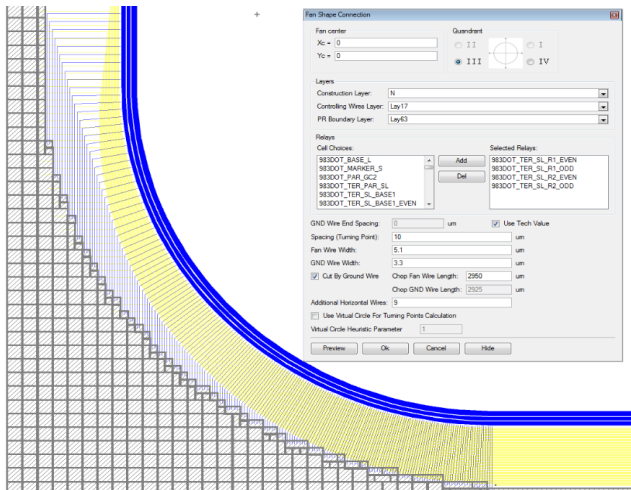 Fan Shape Connection
Fan center
Xc = 0
Yc = 0
Quandrent
II
I
III
IV
Layers
Construction Layer: N
Controlling Wires Layer: Lay17
PR Boundary Layer: Lay63
Relays
Cell Choices:
983DOT_BASE_L
983DOT_MARKER_S
983DOT_PAR_GC2
983DOT_TER_PAR_SL
983DOT_TER_SL_BASE1
983DOT_TER_SL_BASE1_EVEN
Add
Del
Selected Relays:
983DOT_TER_SL_R1_EVEN
983DOT_TER_SL_R1_ODD
983DOT_TER_SL_R2_EVEN
983DOT_TER_SL_R2_ODD
GND Wire End Spacing: 0 um Use Tech Value
Spacing (Turning Point): 10 um
Fan Wire Width: 5.1 um
GND Wire Width: 3.3 um
Cut By Ground Wire Chop Fan Wire Length: 2950 um
Chop GND Wire Length: 2925 um
Additional Horizontal Wires: 9
Use Virtual Circle For Turning Points Calculation
Virtual Circle Heuristic Parameter 1
Preview Ok Cancel Hide